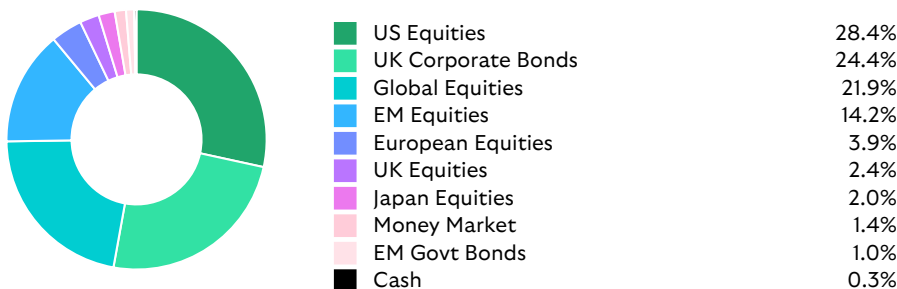 US Equities 28.4%
UK Corporate Bonds 24.4%
Global Equities 21.9%
EM Equities 14.2%
European Equities 3.9%
UK Equities 2.4%
Japan Equities 2.0%
Money Market 1.4%
EM Govt Bonds 1.0%
Cash 0.3%